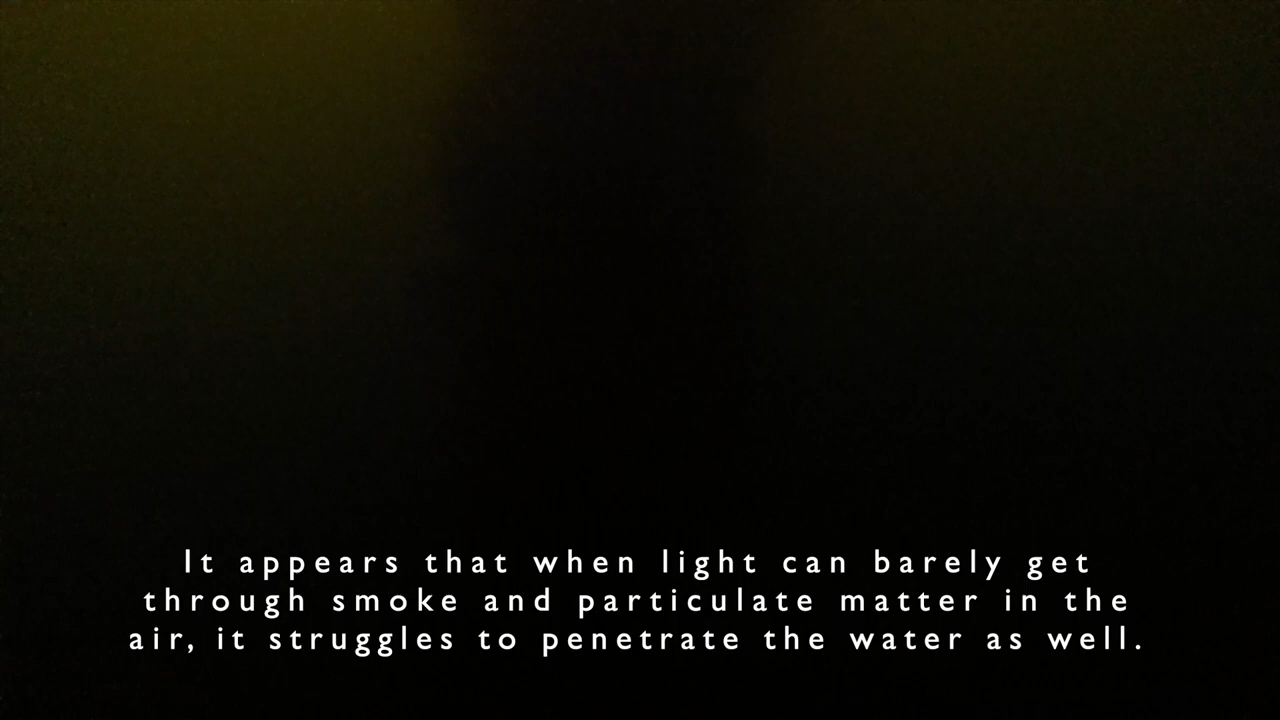 It appears that when light can barely get
through smoke and particulate matter in the
air, it struggles to penetrate the water as well.